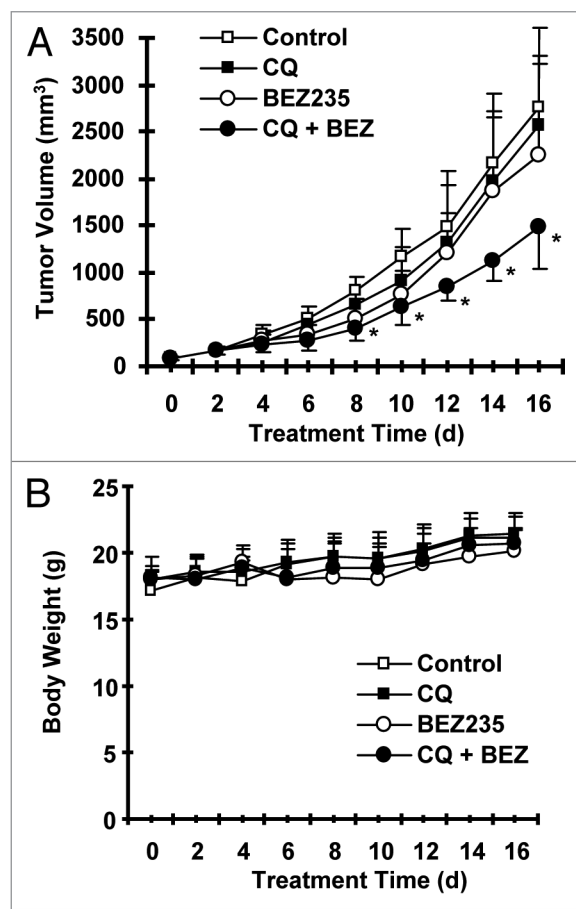 A
Tumor Volume (mm³)
3500
3000
2500
2000
1500
1000
500
0
Control
CQ
BEZ235
CQ + BEZ
*
*
*
*
*
0 2 4 6 8 10 12 14 16
Treatment Time (d)
B
Body Weight (g)
25
20
15
10
5
0
Control
CQ
BEZ235
CQ + BEZ
0 2 4 6 8 10 12 14 16
Treatment Time (d)